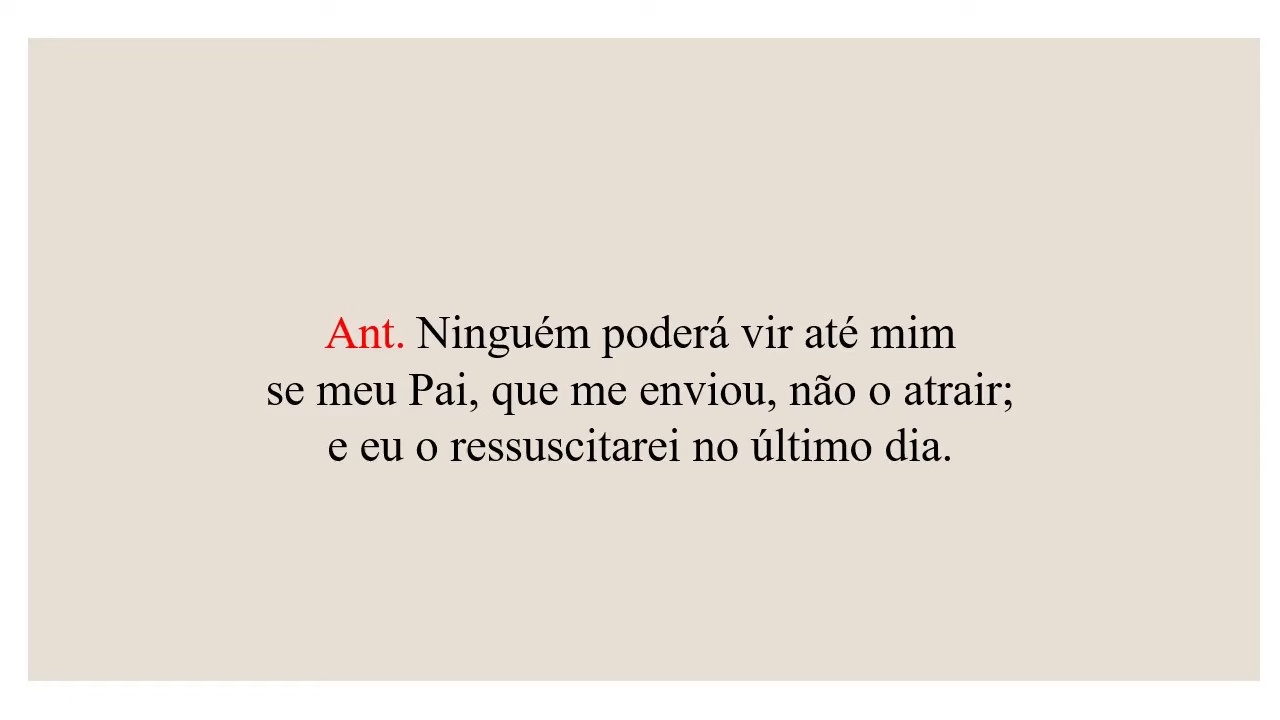 Ant. Ninguém poderá vir até mim
se meu Pai, que me enviou, não o atrair;
e eu o ressuscitarei no último dia.